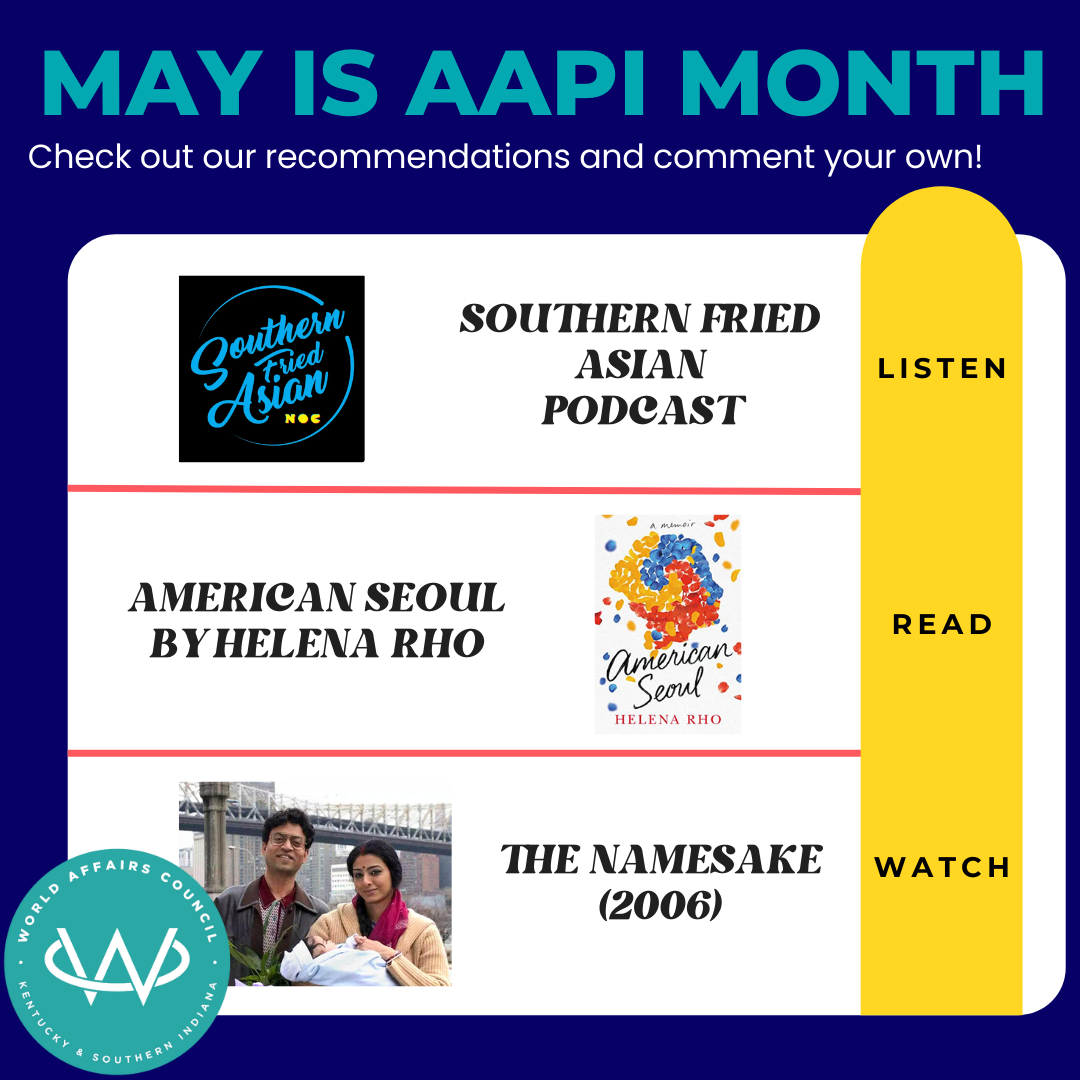 MAY IS AAPI MONTH
Check out our recommendations and comment your own!
Southern
Fried
Asian
NOC
SOUTHERN FRIED
ASIAN
PODCAST
LISTEN
AMERICAN SEOUL
BY HELENA RHO
a memoir
American
Seoul
HELENA RHO
READ
THE NAMESAKE
(2006)
WATCH
WORLD AFFAIRS COUNCIL
W
KENTUCKY & SOUTHERN INDIANA